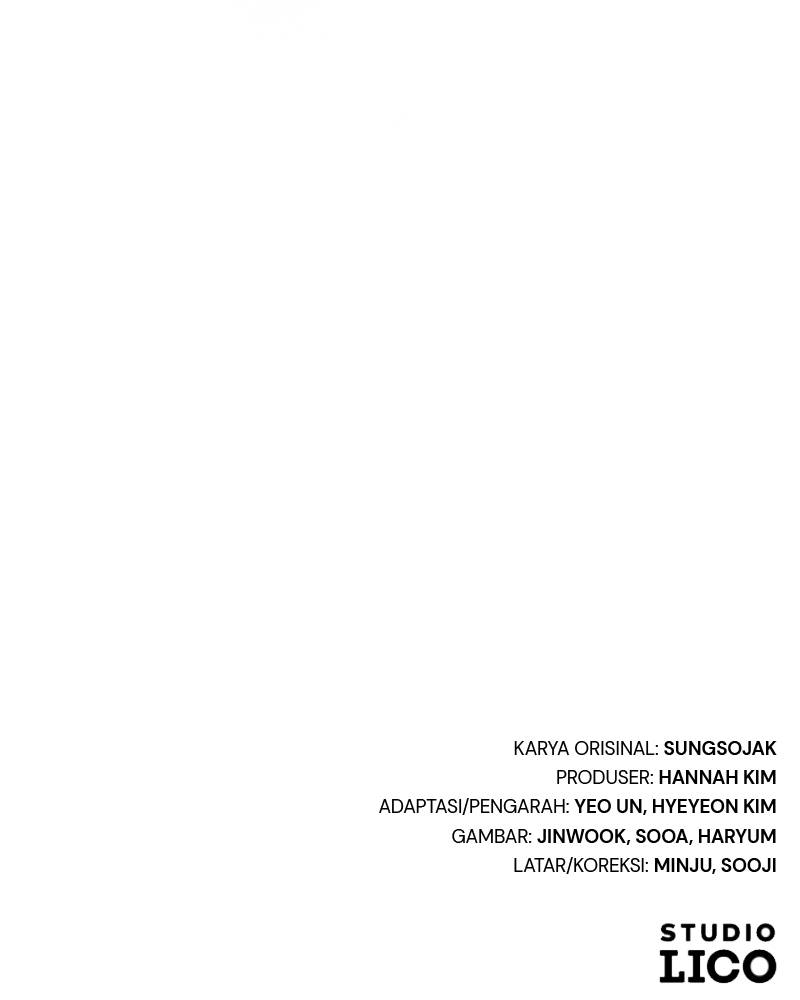 KARYA ORISINAL: SUNGSOJAK
PRODUSER: HANNAH KIM
ADAPTASI/PENGARAH: YEO UN, HYEYEON KIM
GAMBAR: JINWOOK, SOOA, HARYUM
LATAR/KOREKSI: MINJU, SOOJI
STUDIO
LICO